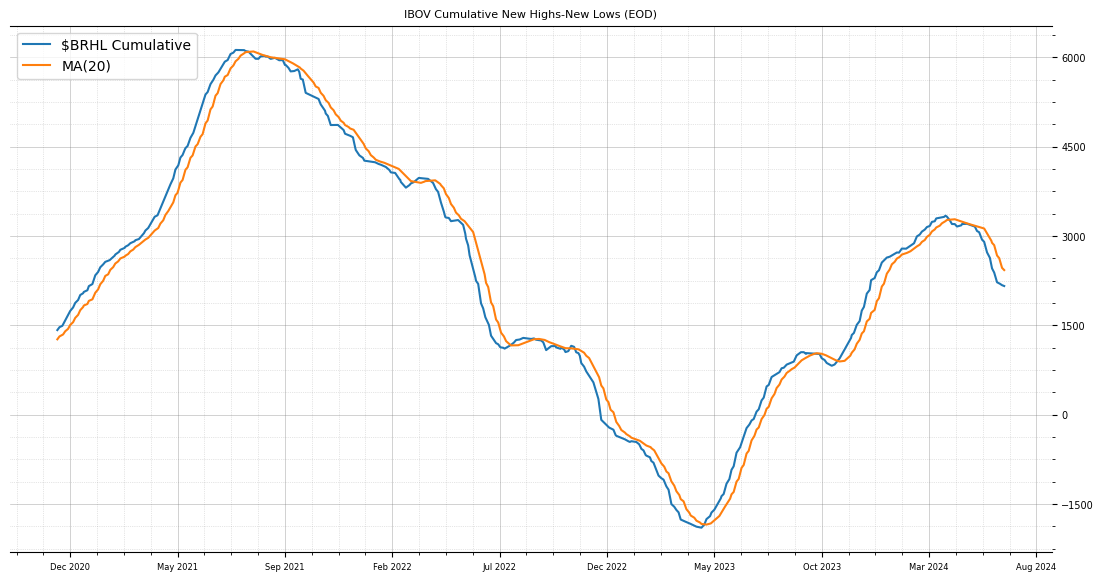 IBOV Cumulative New Highs-New Lows (EOD)
$BRHL Cumulative
MA(20)
6000
4500
3000
1500
0
−1500
Dec 2020 May 2021 Sep 2021 Feb 2022 Jul 2022 Dec 2022 May 2023 Oct 2023 Mar 2024 Aug 2024